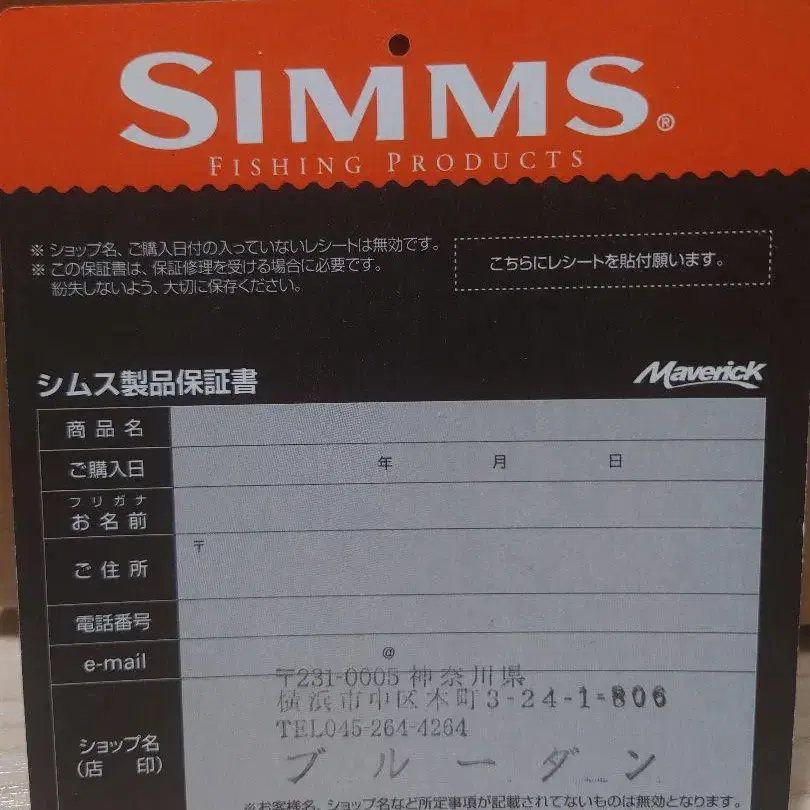 SIMMS®
FISHING PRODUCTS
※ ショップ名、ご購入日付の入っていないレシートは無効です。
※ この保証書は、保証修理を受ける場合に必要です。
紛失しないよう、大切に保存ください。
こちらにレシートを貼付願います。
シムス製品保証書
Maverick
商品名
ご購入日 年 月 日
フリガナ
お名前
ご住所 〒
電話番号
e-mail @
〒231-0005 神奈川県
横浜市中区本町3-24-1-806
TEL045-264-4264
ブルーダン
ショップ名
(店 印)
※お客様名、ショップ名など所定事項が記載されてないものは無効となります。